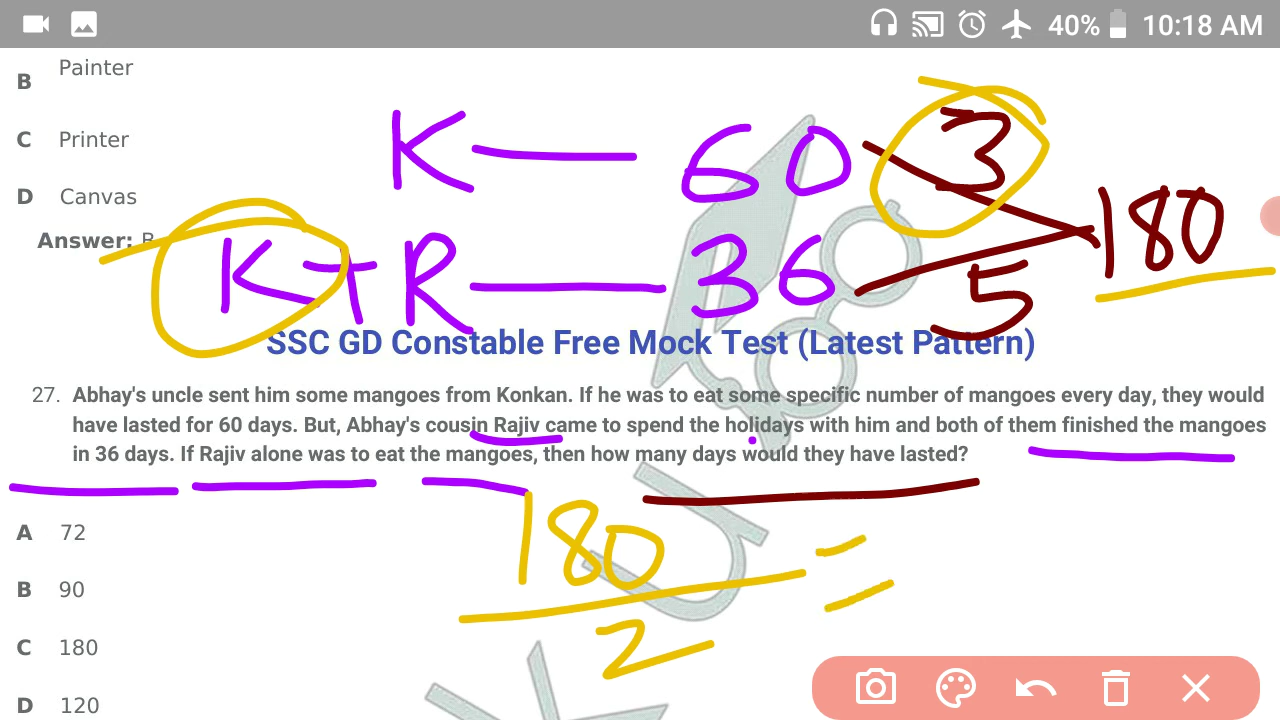 40% 10:18 AM
B Painter
C Printer
D Canvas
Answer: B
K — 60 3
180
K+R — 36 5
SSC GD Constable Free Mock Test (Latest Pattern)
27. Abhay's uncle sent him some mangoes from Konkan. If he was to eat some specific number of mangoes every day, they would
have lasted for 60 days. But, Abhay's cousin Rajiv came to spend the holidays with him and both of them finished the mangoes
in 36 days. If Rajiv alone was to eat the mangoes, then how many days would they have lasted?
180
2 =
A 72
B 90
C 180
D 120